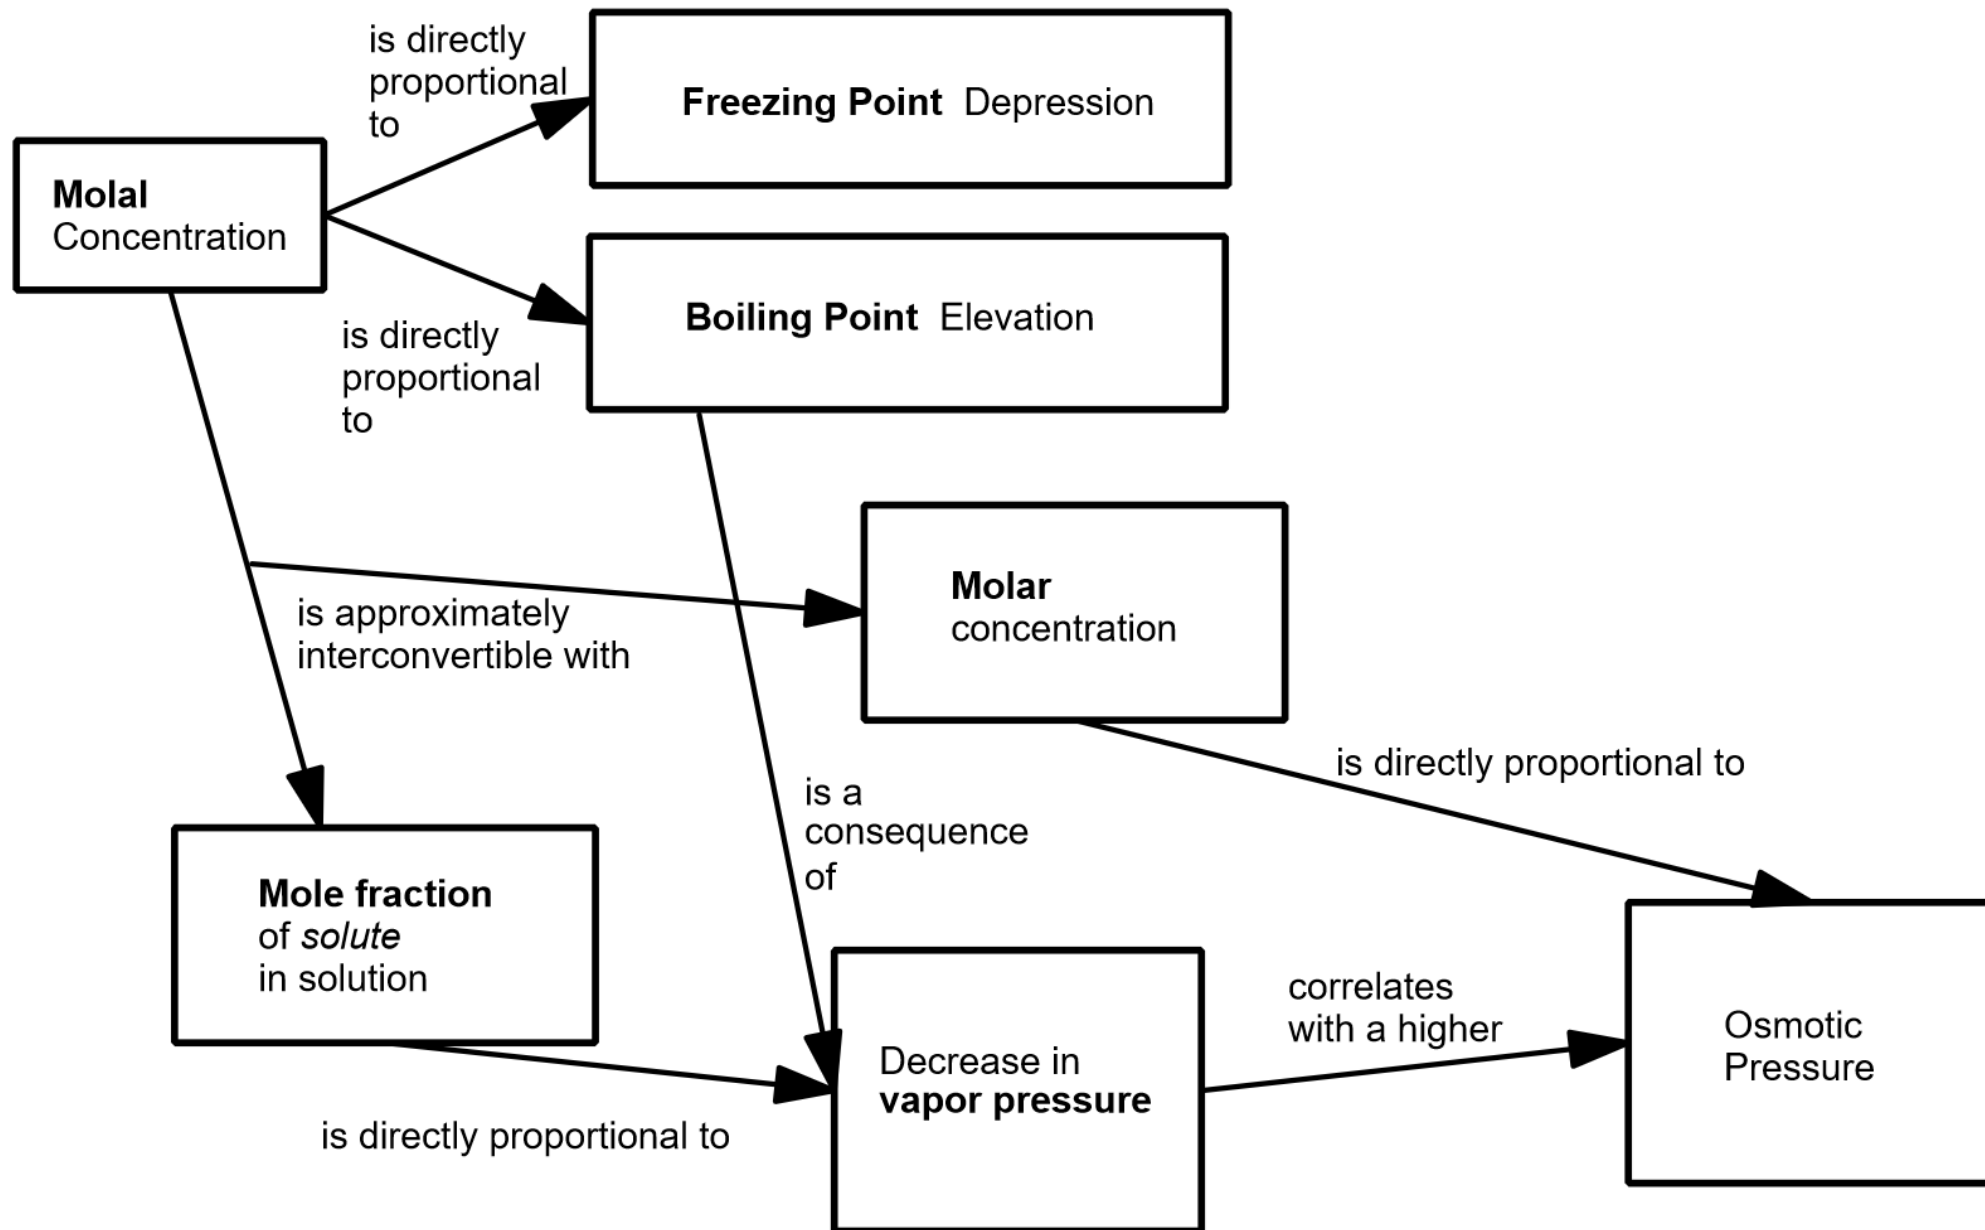 is directly
proportional
to
Freezing Point Depression
Molal
Concentration
Boiling Point Elevation
is directly
proportional
to
Molar
concentration
is approximately
interconvertible with
is directly proportional to
is a
consequence
of
Mole fraction
of solute
in solution
correlates
with a higher
Osmotic
Pressure
Decrease in
vapor pressure
is directly proportional to